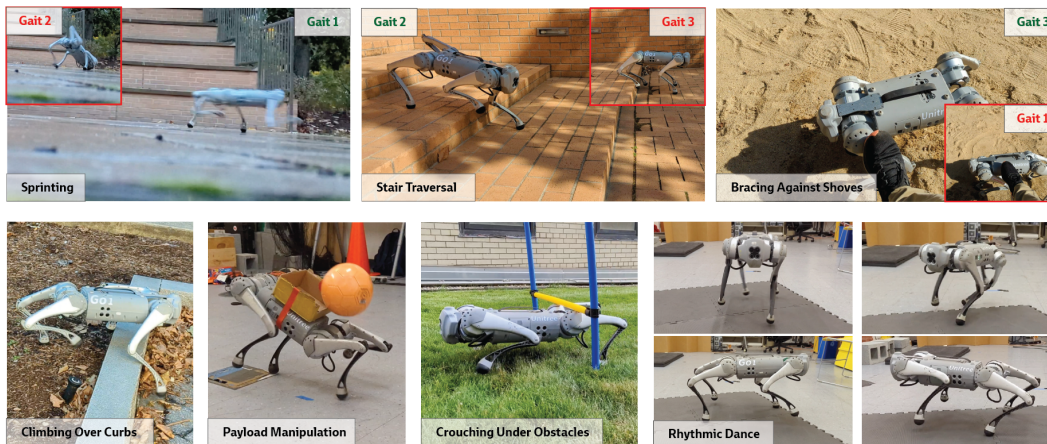 Gait 2
Gait 1
Sprinting
Gait 2
Gait 3
Go1
Stair Traversal
Gait 3
Gait 1
Bracing Against Shoves
Go1
Climbing Over Curbs
Payload Manipulation
Crouching Under Obstacles
Go1
Rhythmic Dance